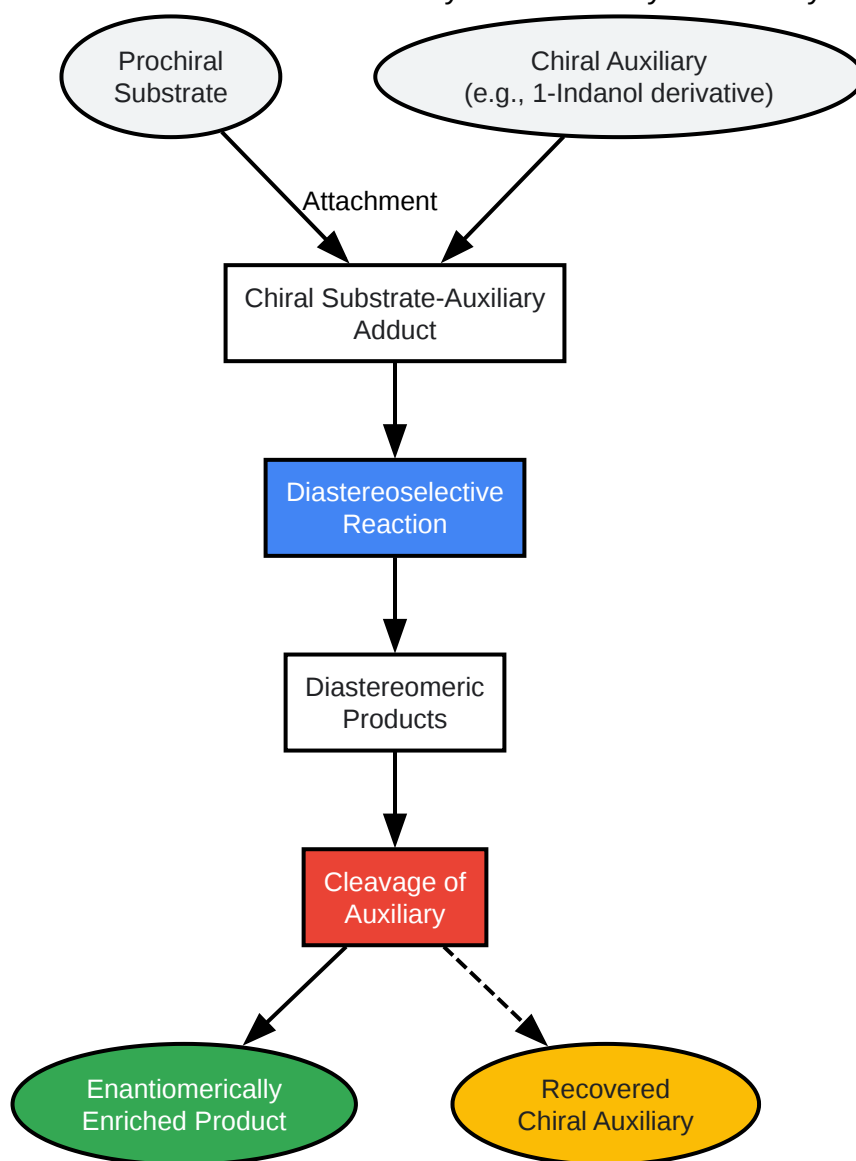 Prochiral
Substrate
Chiral Auxiliary
(e.g., 1-Indanol derivative)
Attachment
Chiral Substrate-Auxiliary
Adduct
Diastereoselective
Reaction
Diastereomeric
Products
Cleavage of
Auxiliary
Enantiomerically
Enriched Product
Recovered
Chiral Auxiliary